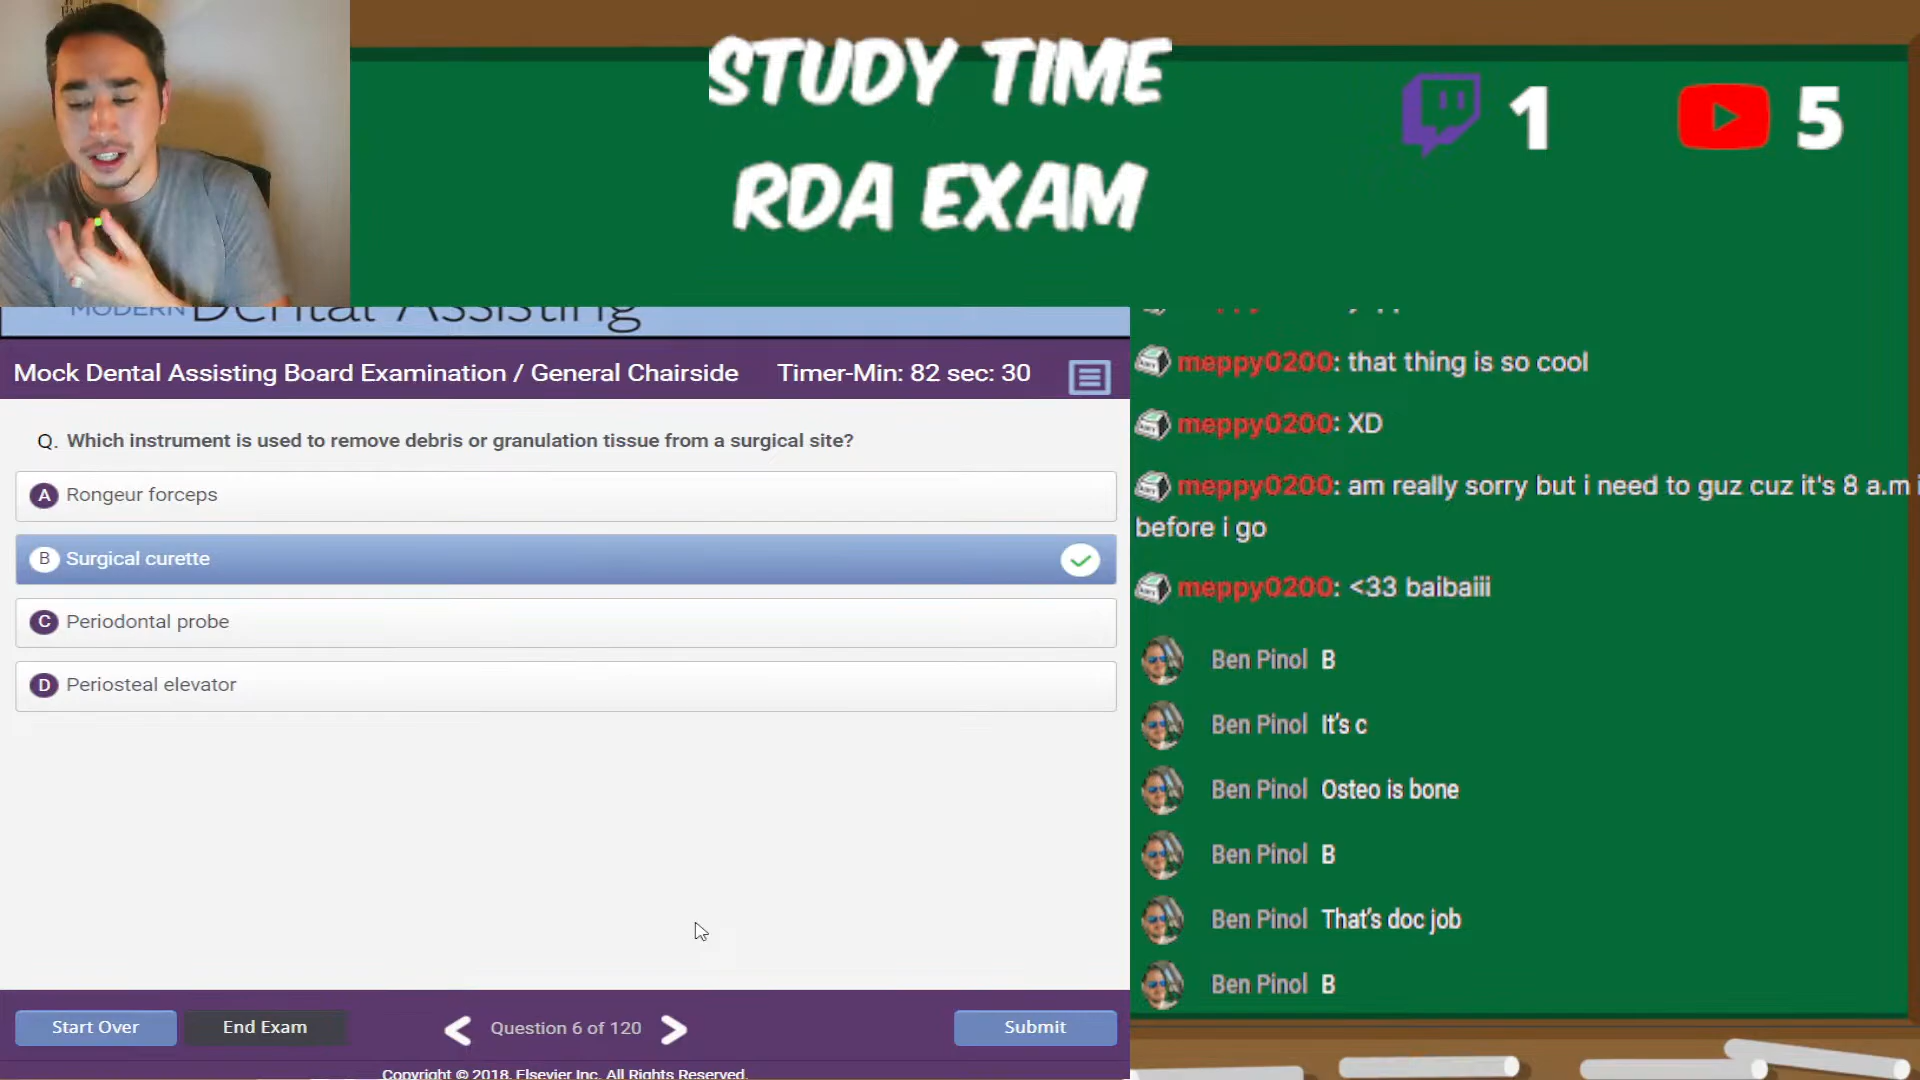 STUDY TIME
RDA EXAM
1
5
MODERN Dental Assisting
Mock Dental Assisting Board Examination / General Chairside
Timer-Min: 82 sec: 30
Q. Which instrument is used to remove debris or granulation tissue from a surgical site?
A Rongeur forceps
B Surgical curette
C Periodontal probe
D Periosteal elevator
Start Over
End Exam
Question 6 of 120
Submit
Copyright © 2018, Elsevier Inc. All Rights Reserved.
meppy0200: that thing is so cool
meppy0200: XD
meppy0200: am really sorry but i need to guz cuz it's 8 a.m i
before i go
meppy0200: <33 baibaiii
Ben Pinol B
Ben Pinol It's c
Ben Pinol Osteo is bone
Ben Pinol B
Ben Pinol That's doc job
Ben Pinol B